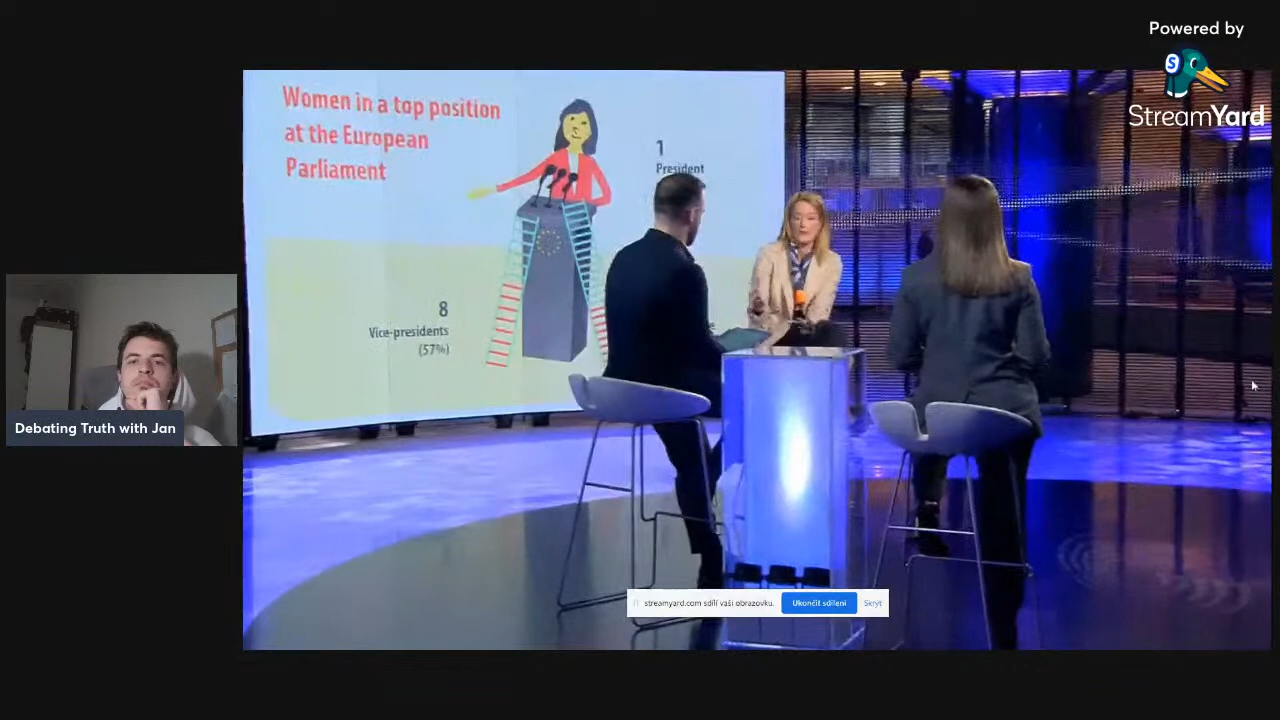 Powered by
StreamYard
Women in a top position
at the European
Parliament
1
President
8
Vice-presidents
(57%)
Debating Truth with Jan
streamyard.com sdílí vaši obrazovku.
Ukončit sdílení
Skrýt